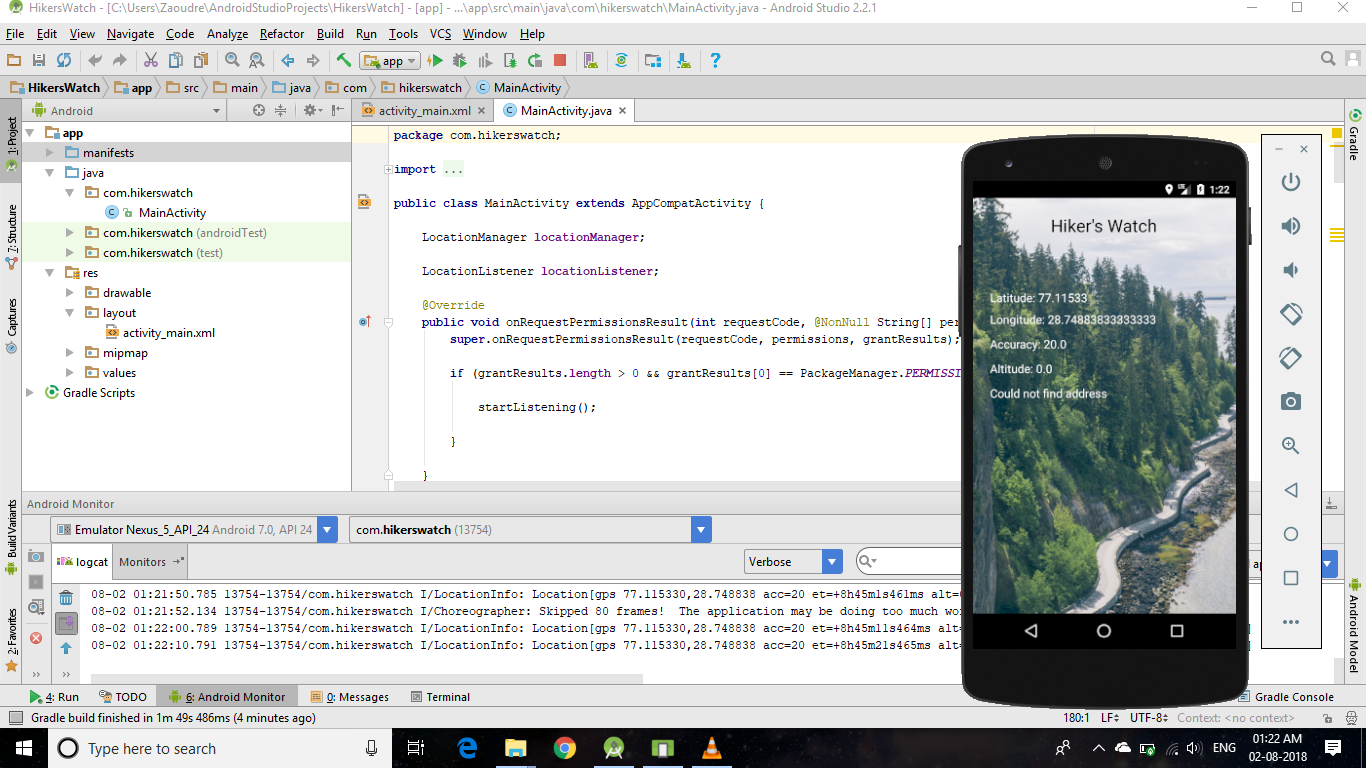 HikersWatch - [C:\Users\Zaoudre\AndroidStudioProjects\HikersWatch] - [app] - ...\app\src\main\java\com\hikerswatch\MainActivity.java - Android Studio 2.2.1
File Edit View Navigate Code Analyze Refactor Build Run Tools VCS Window Help
app
HikersWatch app src main java com hikerswatch MainActivity
Android
activity_main.xml MainActivity.java
1: Project
7: Structure
Captures
Build Variants
2: Favorites
app
manifests
java
com.hikerswatch
MainActivity
com.hikerswatch (androidTest)
com.hikerswatch (test)
res
drawable
layout
activity_main.xml
mipmap
values
Gradle Scripts
package com.hikerswatch;
import ...
public class MainActivity extends AppCompatActivity {
LocationManager locationManager;
LocationListener locationListener;
@Override
public void onRequestPermissionsResult(int requestCode, @NonNull String[] per
super.onRequestPermissionsResult(requestCode, permissions, grantResults);
if (grantResults.length > 0 && grantResults[0] == PackageManager.PERMISSI
startListening();
}
}
1:22
Hiker's Watch
Latitude: 77.11533
Longitude: 28.74883833333333
Accuracy: 20.0
Altitude: 0.0
Could not find address
Gradle
Android Model
Android Monitor
Emulator Nexus_5_API_24 Android 7.0, API 24
com.hikerswatch (13754)
logcat Monitors
Verbose
08-02 01:21:50.785 13754-13754/com.hikerswatch I/LocationInfo: Location[gps 77.115330,28.748838 acc=20 et=+8h45m1s461ms alt=
08-02 01:21:52.134 13754-13754/com.hikerswatch I/Choreographer: Skipped 80 frames!  The application may be doing too much wo
08-02 01:22:00.789 13754-13754/com.hikerswatch I/LocationInfo: Location[gps 77.115330,28.748838 acc=20 et=+8h45m11s464ms alt=
08-02 01:22:10.791 13754-13754/com.hikerswatch I/LocationInfo: Location[gps 77.115330,28.748838 acc=20 et=+8h45m21s465ms alt=
4: Run TODO 6: Android Monitor 0: Messages Terminal Gradle Console
Gradle build finished in 1m 49s 486ms (4 minutes ago)
180:1 LF UTF-8 Context: <no context>
Type here to search
ENG
01:22 AM
02-08-2018